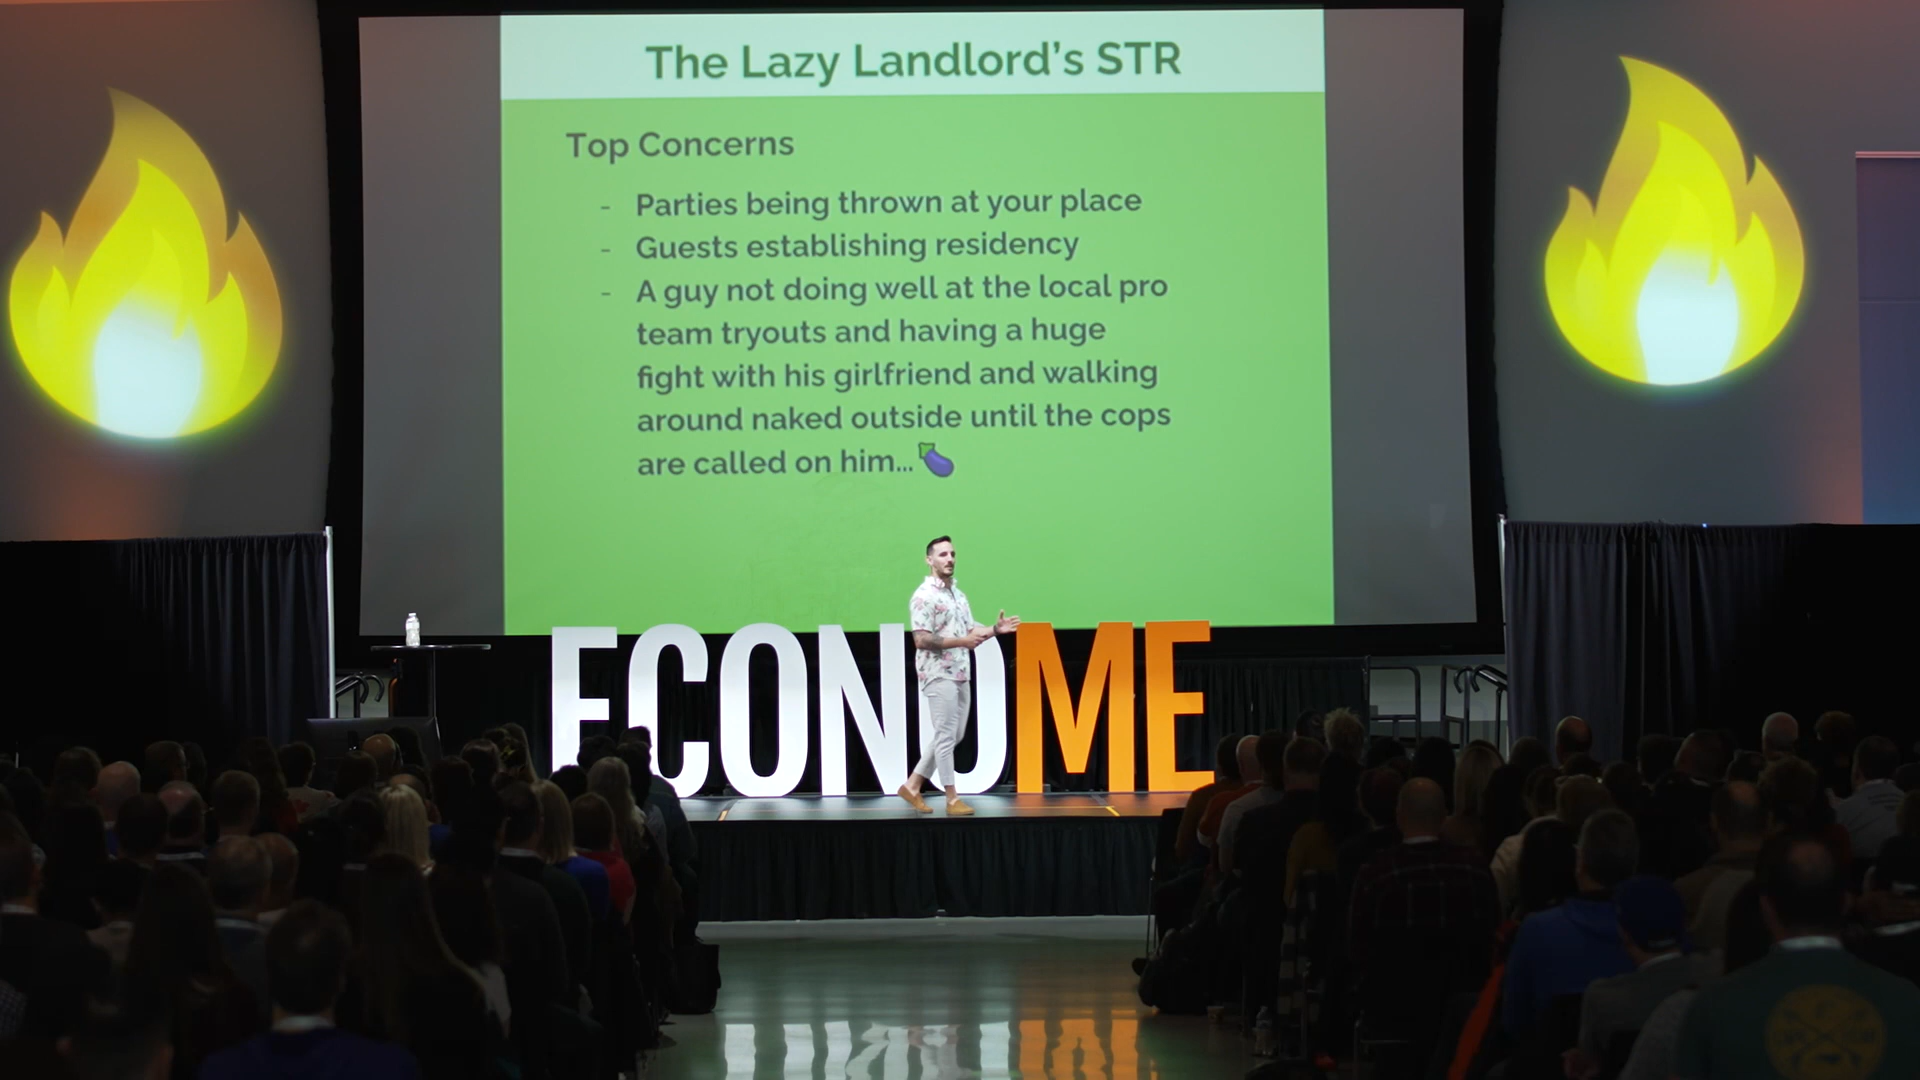 The Lazy Landlord's STR
Top Concerns
- Parties being thrown at your place
- Guests establishing residency
- A guy not doing well at the local pro
team tryouts and having a huge
fight with his girlfriend and walking
around naked outside until the cops
are called on him...
ECONOME